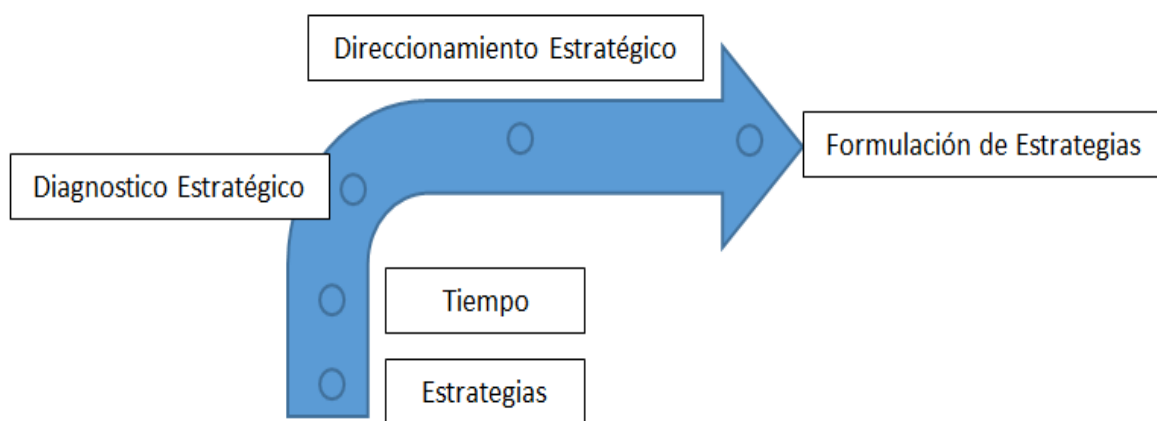 Direccionamiento Estratégico
Formulación de Estrategias
Diagnostico Estratégico
Tiempo
Estrategias